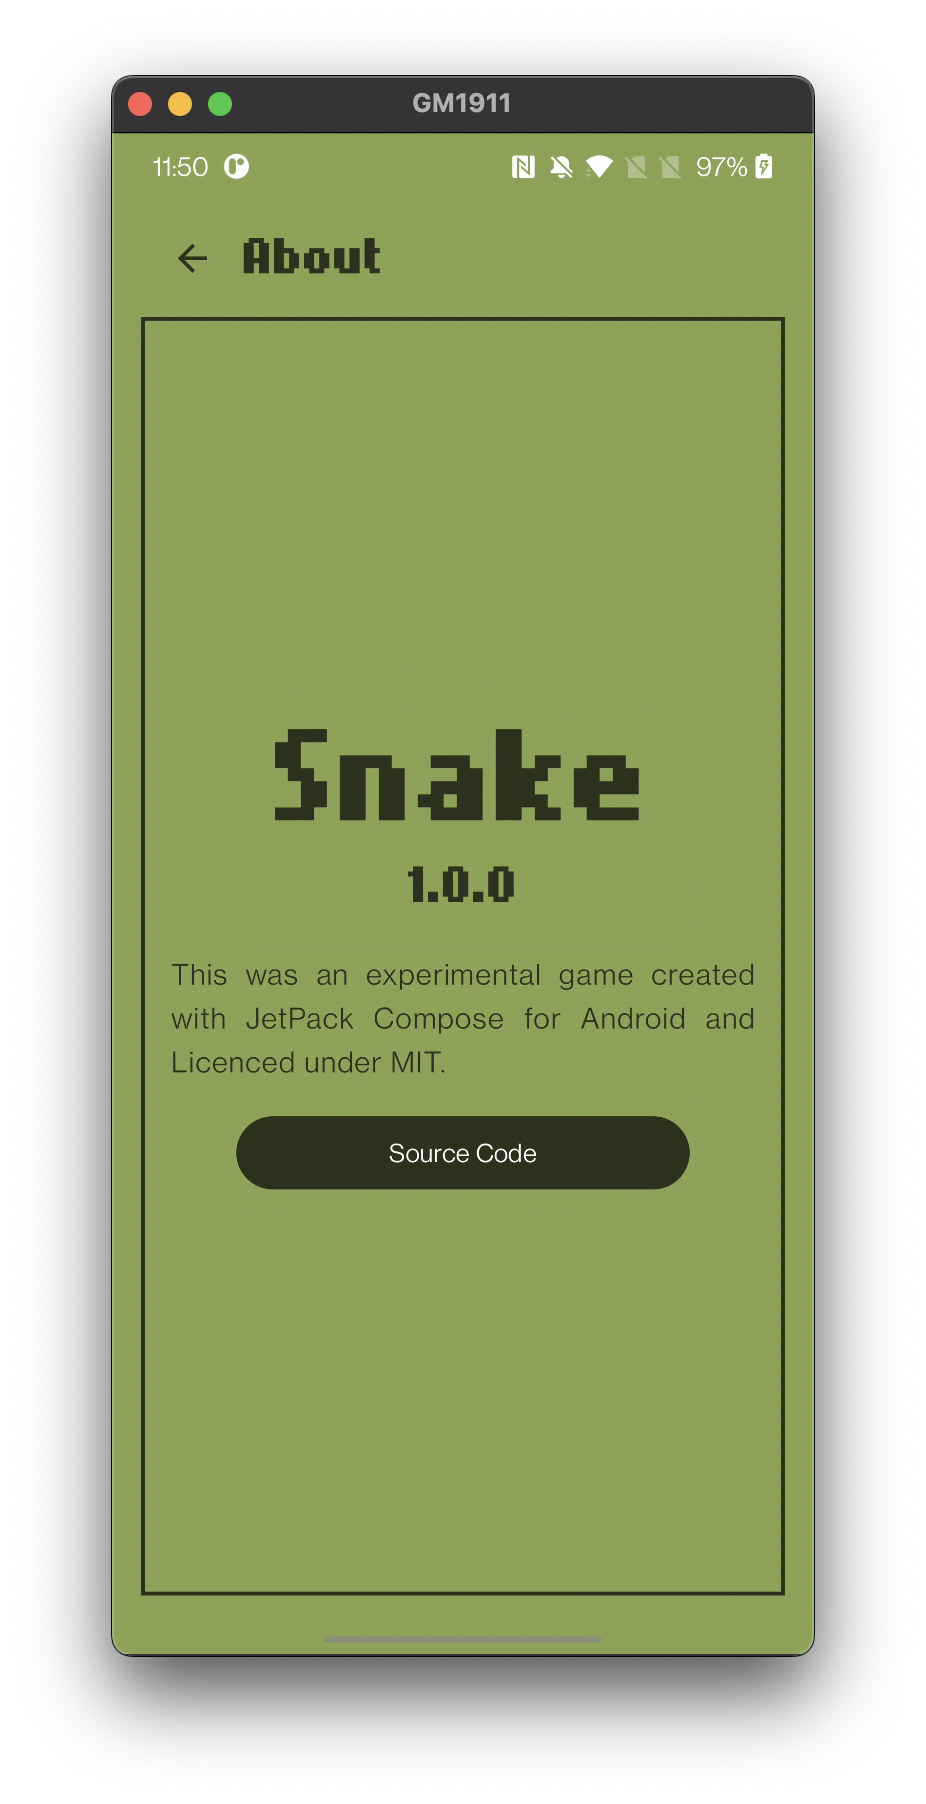 GM1911
11:50
97%
About
Snake
1.0.0
This was an experimental game created
with JetPack Compose for Android and
Licenced under MIT.
Source Code